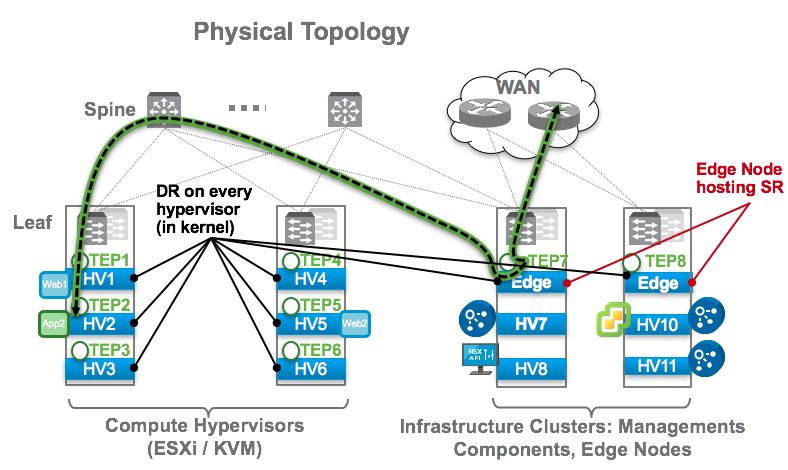 Physical Topology
Spine
WAN
Edge Node
hosting SR
DR on every
hypervisor
(in kernel)
Leaf
TEP1
TEP4
TEP7
TEP8
Web1
HV1
HV4
Edge
Edge
TEP2
TEP5
App2
HV2
HV5
Web2
HV7
HV10
TEP3
TEP6
HV3
HV6
NSX
API
HV8
HV11
Compute Hypervisors
(ESXi / KVM)
Infrastructure Clusters: Managements
Components, Edge Nodes